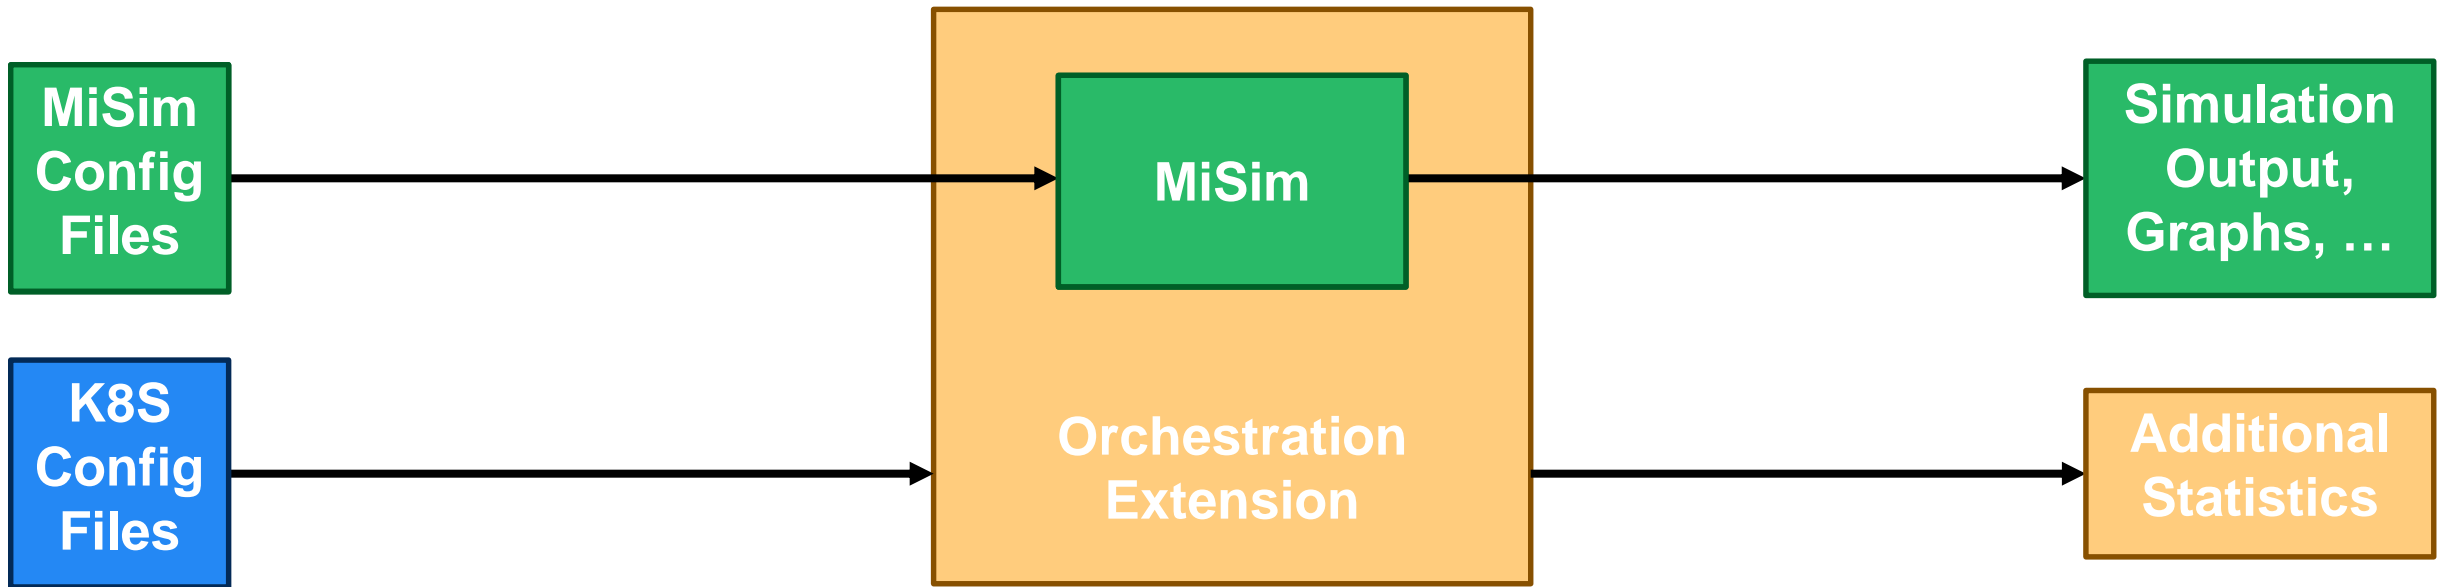 MiSim
Config
Files
MiSim
Simulation
Output,
Graphs, …
K8S
Config
Files
Orchestration
Extension
Additional
Statistics